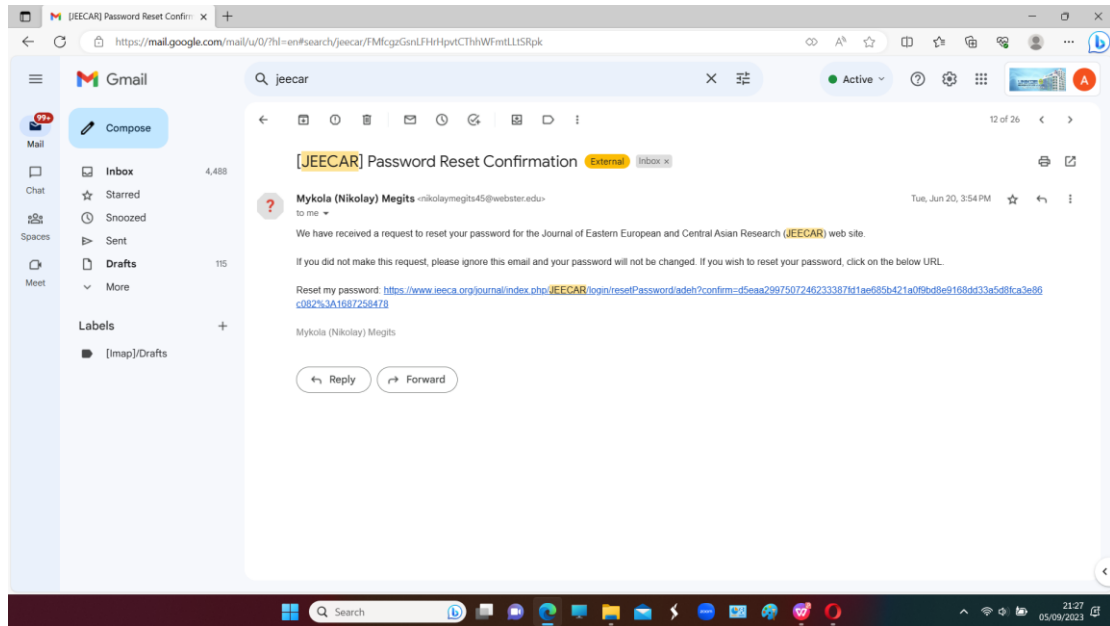 [JEECAR] Password Reset Confirm
https://mail.google.com/mail/u/0/?hl=en#search/jeecar/FMfcgzGsnLFHrHpvtCThhWFmtLLtSRpk
Gmail
jeecar
Active
A
99+
Mail
Chat
Spaces
Meet
Compose
Inbox 4,488
Starred
Snoozed
Sent
Drafts 115
More
Labels
[Imap]/Drafts
12 of 26
[JEECAR] Password Reset Confirmation External Inbox ×
Mykola (Nikolay) Megits <nikolaymegits45@webster.edu> Tue, Jun 20, 3:54 PM
to me
We have received a request to reset your password for the Journal of Eastern European and Central Asian Research (JEECAR) web site.
If you did not make this request, please ignore this email and your password will not be changed. If you wish to reset your password, click on the below URL.
Reset my password: https://www.ieeca.org/journal/index.php/JEECAR/login/resetPassword/adeh?confirm=d5eaa2997507246233387fd1ae685b421a0f9bd8e9168dd33a5d8fca3e86
c082%3A1687258478
Mykola (Nikolay) Megits
Reply Forward
Search
21:27
05/09/2023